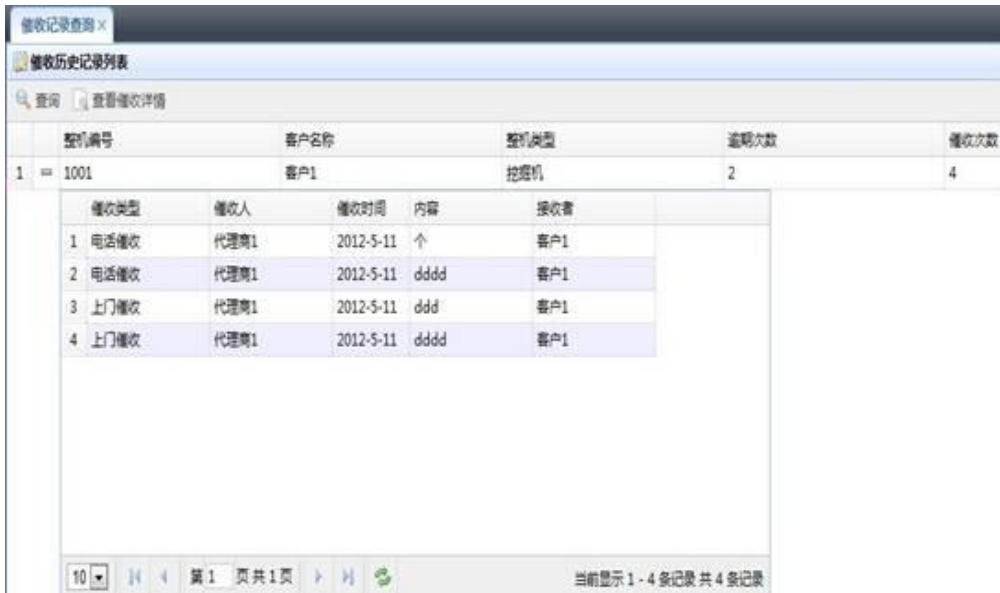 催收记录查询 ×
催收历史记录列表
查询 查看催收详情
整机编号 客户名称 整机类型 逾期次数 催收次数
1 1001 客户1 挖掘机 2 4
催收类型 催收人 催收时间 内容 接收者
1 电话催收 代理商1 2012-5-11 个 客户1
2 电话催收 代理商1 2012-5-11 dddd 客户1
3 上门催收 代理商1 2012-5-11 ddd 客户1
4 上门催收 代理商1 2012-5-11 dddd 客户1
10 第 1 页共1页 当前显示 1 - 4 条记录 共 4 条记录